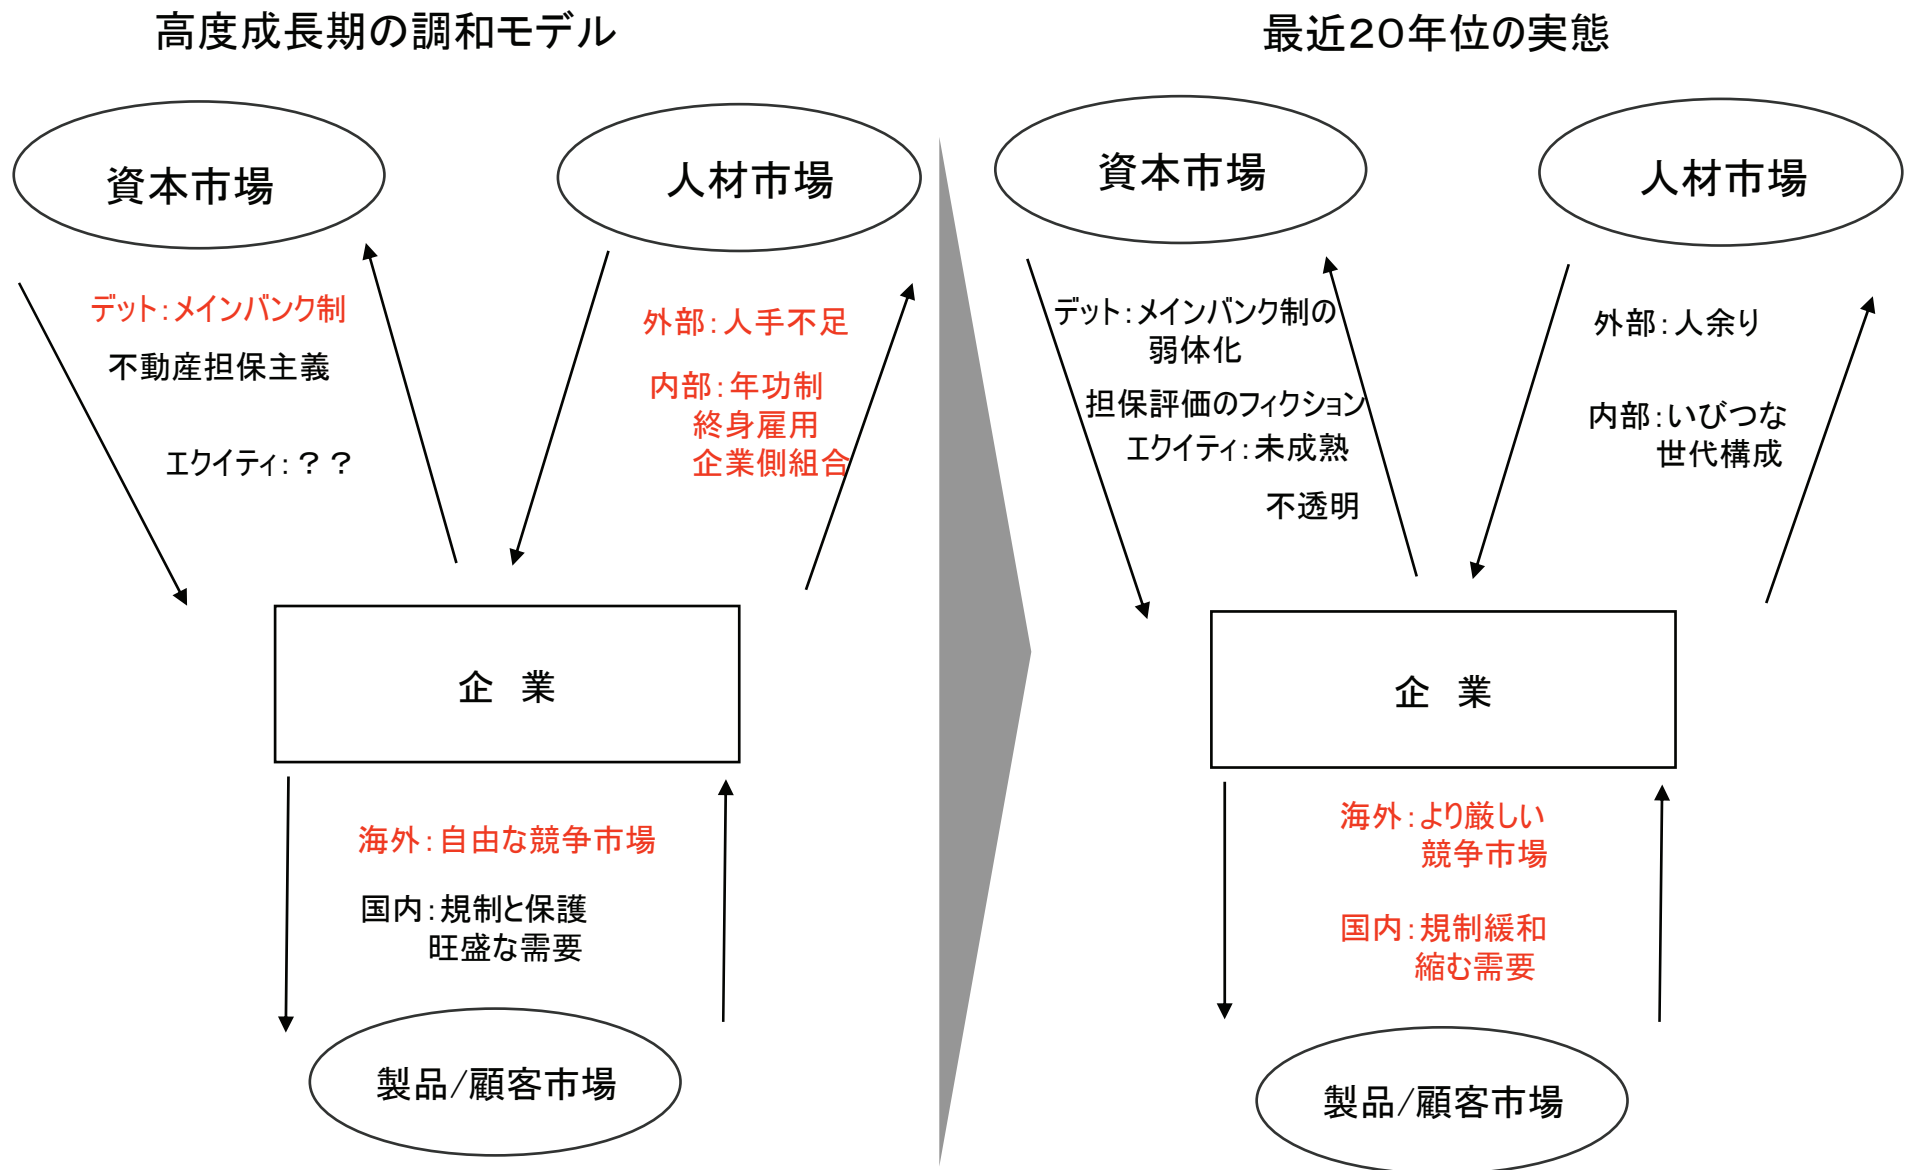 高度成長期の調和モデル
資本市場
人材市場
デット：メインバンク制
不動産担保主義
エクイティ：？？
外部：人手不足
内部：年功制
終身雇用
企業側組合
企　業
海外：自由な競争市場
国内：規制と保護
旺盛な需要
製品/顧客市場
最近２０年位の実態
資本市場
人材市場
デット：メインバンク制の
弱体化
担保評価のフィクション
エクイティ：未成熟
不透明
外部：人余り
内部：いびつな
世代構成
企　業
海外：より厳しい
競争市場
国内：規制緩和
縮む需要
製品/顧客市場